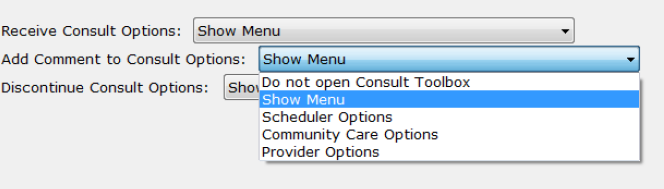 Receive Consult Options: Show Menu
Add Comment to Consult Options: Show Menu
Do not open Consult Toolbox
Discontinue Consult Options: Show Menu
Scheduler Options
Community Care Options
Provider Options